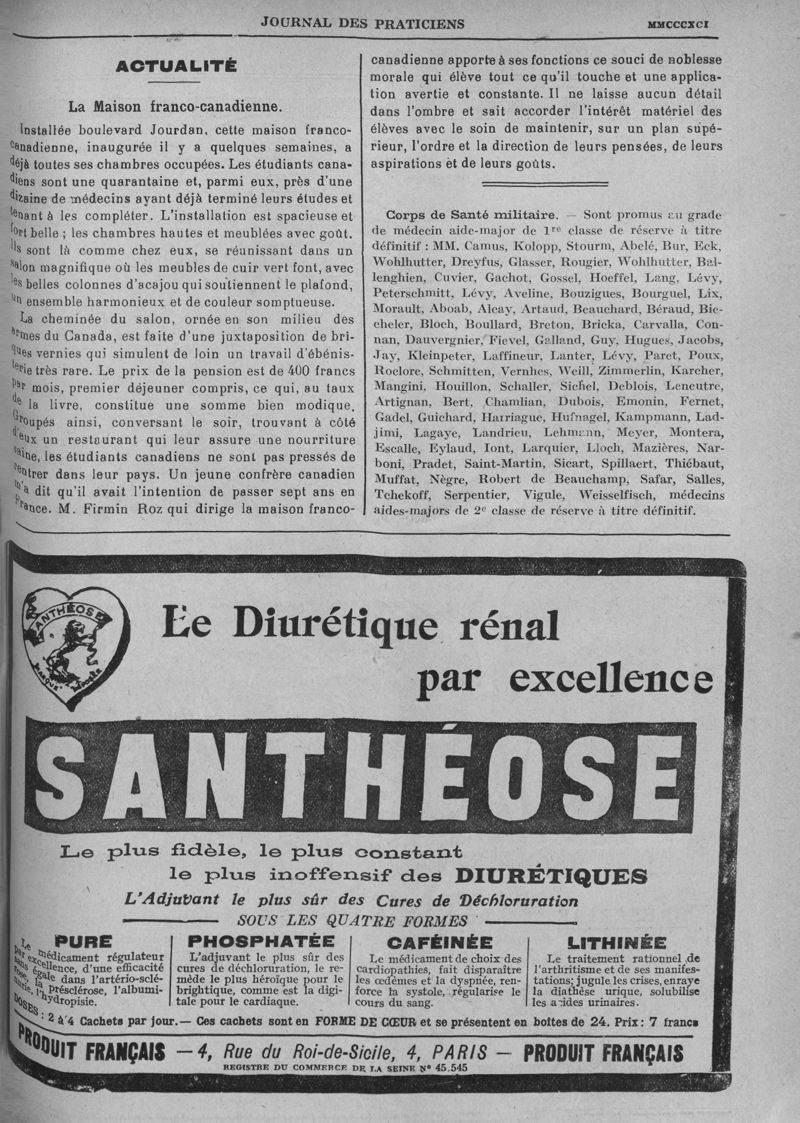 JOURNAL DES PRATICIENS
MMCCCXCI
ACTUALITÉ
La Maison franco-canadienne.
Installée boulevard Jourdan, cette maison franco-
canadienne, inaugurée il y a quelques semaines, a
déjà toutes ses chambres occupées. Les étudiants cana-
diens sont une quarantaine et, parmi eux, près d'une
dizaine de médecins ayant déjà terminé leurs études et
tenant à les compléter. L'installation est spacieuse et
fort belle ; les chambres hautes et meublées avec goût.
Ils sont là comme chez eux, se réunissant dans un
salon magnifique où les meubles de cuir vert font, avec
les belles colonnes d'acajou qui soutiennent le plafond,
un ensemble harmonieux et de couleur somptueuse.
La cheminée du salon, ornée en son milieu des
armes du Canada, est faite d'une juxtaposition de bri-
ques vernies qui simulent de loin un travail d'ébénis-
terie très rare. Le prix de la pension est de 400 francs
par mois, premier déjeuner compris, ce qui, au taux
de la livre, constitue une somme bien modique.
Groupés ainsi, conversant le soir, trouvant à côté
d'eux un restaurant qui leur assure une nourriture
saine, les étudiants canadiens ne sont pas pressés de
rentrer dans leur pays. Un jeune confrère canadien
m'a dit qu'il avait l'intention de passer sept ans en
France. M. Firmin Roz qui dirige la maison franco-
canadienne apporte à ses fonctions ce souci de noblesse
morale qui élève tout ce qu'il touche et une applica-
tion avertie et constante. Il ne laisse aucun détail
dans l'ombre et sait accorder l'intérêt matériel des
élèves avec le soin de maintenir, sur un plan supé-
rieur, l'ordre et la direction de leurs pensées, de leurs
aspirations et de leurs goûts.
Corps de Santé militaire. — Sont promus au grade
de médecin aide-major de 1re classe de réserve à titre
définitif : MM. Camus, Kolopp, Stourm, Abelé, Bur, Eck,
Wohlhutter, Dreyfus, Glasser, Rougier, Wohlhutter, Bal-
lenghien, Cuvier, Gachot, Gossel, Hoeffel, Lang, Lévy,
Peterschmitt, Lévy, Aveline, Bouzigues, Bourguel, Lix,
Morault, Aboab, Alcay, Artaud, Beauchard, Béraud, Bie-
cheler, Bloch, Boullard, Breton, Bricka, Carvalla, Con-
nan, Dauvergnier, Fievel, Galland, Guy, Hugues, Jacobs,
Jay, Kleinpeter, Laffineur, Lanter, Lévy, Paret, Poux,
Roclore, Schmitten, Vernhes, Weill, Zimmerlin, Karcher,
Mangini, Houillon, Schaller, Sichel, Deblois, Leneutre,
Artignan, Bert, Chamlian, Dubois, Emonin, Fernet,
Gadel, Guichard, Harriague, Hufnagel, Kampmann, Lad-
jimi, Lagaye, Landrieu, Lehmann, Meyer, Montera,
Escalle, Eylaud, Iont, Larquier, Lloch, Mazières, Nar-
boni, Pradet, Saint-Martin, Sicart, Spillaert, Thiébaut,
Muffat, Nègre, Robert de Beauchamp, Safar, Salles,
Tchekoff, Serpentier, Vigule, Weisselfisch, médecins
aides-majors de 2e classe de réserve à titre définitif.
SANTHÉOSE
MARQUE DÉPOSÉE
Le Diurétique rénal
par excellence
SANTHÉOSE
Le plus fidèle, le plus constant
le plus inoffensif des DIURÉTIQUES
L'Adjuvant le plus sûr des Cures de Déchloruration
SOUS LES QUATRE FORMES
PURE
Le médicament régulateur
par excellence, d'une efficacité
sans égale dans l'artério-sclé-
rose, la présclérose, l'albumi-
nurie, l'hydropisie.
PHOSPHATÉE
L'adjuvant le plus sûr des
cures de déchloruration, le re-
mède le plus héroïque pour le
brightique, comme est la digi-
tale pour le cardiaque.
CAFÉINÉE
Le médicament de choix des
cardiopathies, fait disparaître
les œdèmes et la dyspnée, ren-
force la systole, régularise le
cours du sang.
LITHINÉE
Le traitement rationnel de
l'arthritisme et de ses manifes-
tations; jugule les crises, enraye
la diathèse urique, solubilise
les acides urinaires.
DOSES : 2 à 4 Cachets par jour. — Ces cachets sont en FORME DE CŒUR et se présentent en boîtes de 24. Prix : 7 francs
PRODUIT FRANÇAIS — 4, Rue du Roi-de-Sicile, 4, PARIS — PRODUIT FRANÇAIS
REGISTRE DU COMMERCE DE LA SEINE N° 45.545